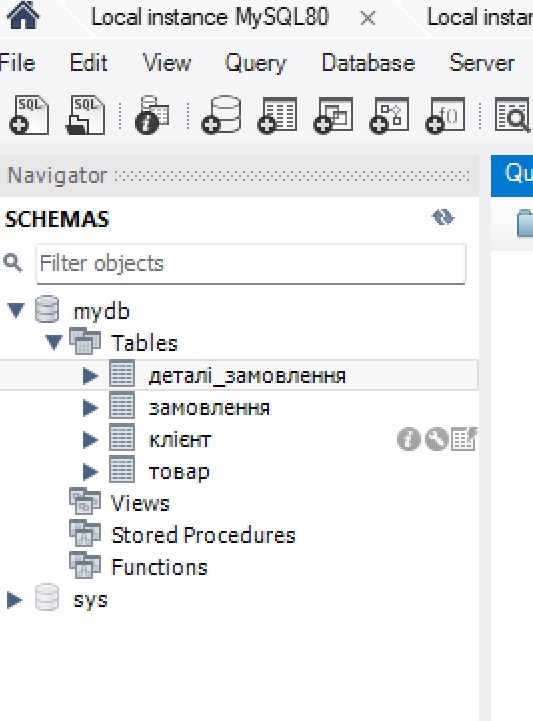 Local instance MySQL80 × Local instan
File Edit View Query Database Server
SQL SQL f()
Navigator Qu
SCHEMAS
Filter objects
mydb
Tables
деталі_замовлення
замовлення
клієнт
товар
Views
Stored Procedures
Functions
sys